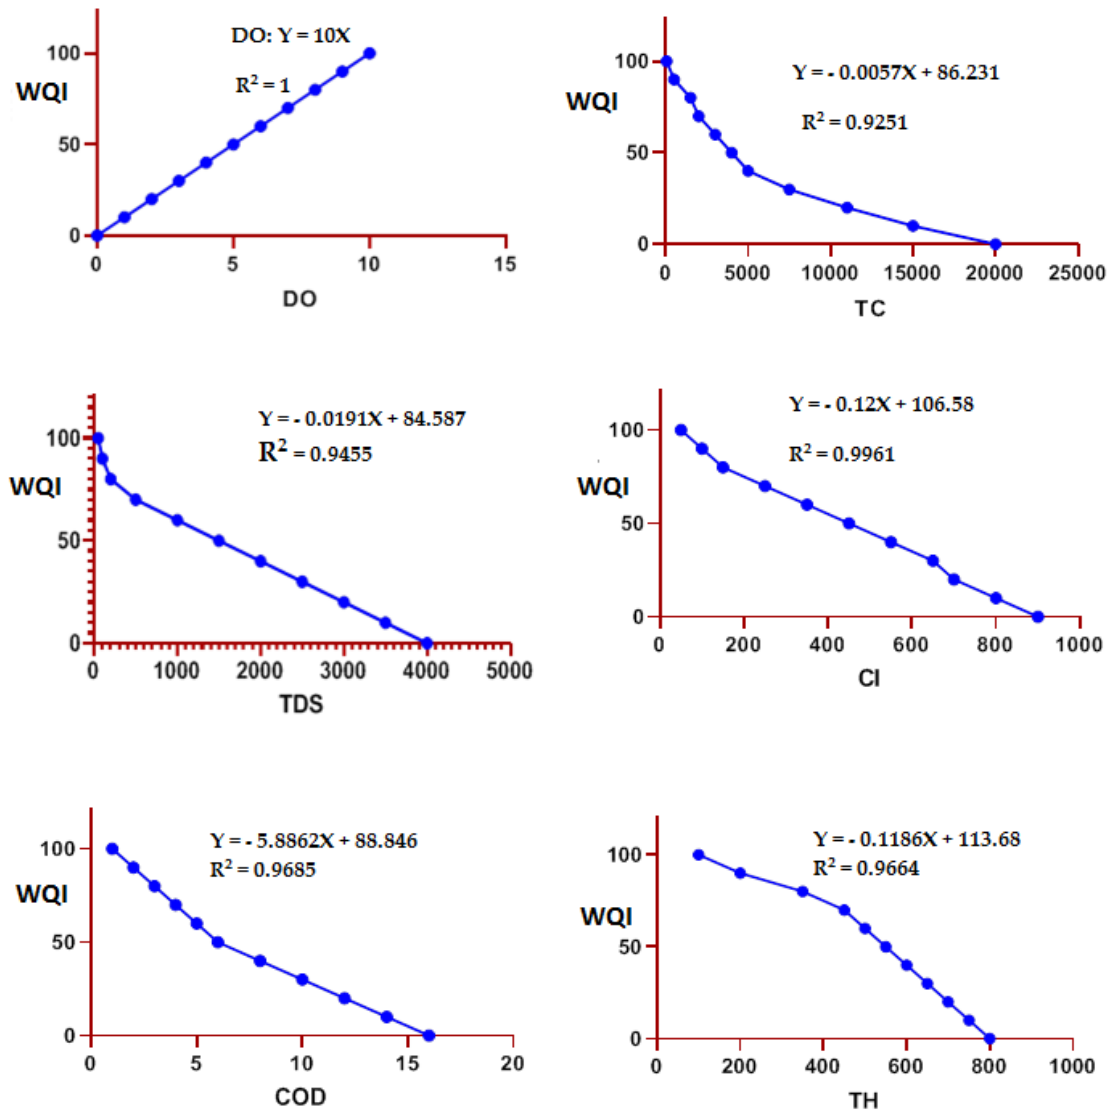 DO: Y = 10X
R² = 1
100
WQI
50
0
0 5 10 15
DO
Y = - 0.0057X + 86.231
R² = 0.9251
100
WQI
50
0
0 5000 10000 15000 20000 25000
TC
Y = - 0.0191X + 84.587
R² = 0.9455
100
WQI
50
0
0 1000 2000 3000 4000 5000
TDS
Y = - 0.12X + 106.58
R² = 0.9961
100
WQI
50
0
0 200 400 600 800 1000
CI
Y = - 5.8862X + 88.846
R² = 0.9685
100
WQI
50
0
0 5 10 15 20
COD
Y = - 0.1186X + 113.68
R² = 0.9664
100
WQI
50
0
0 200 400 600 800 1000
TH